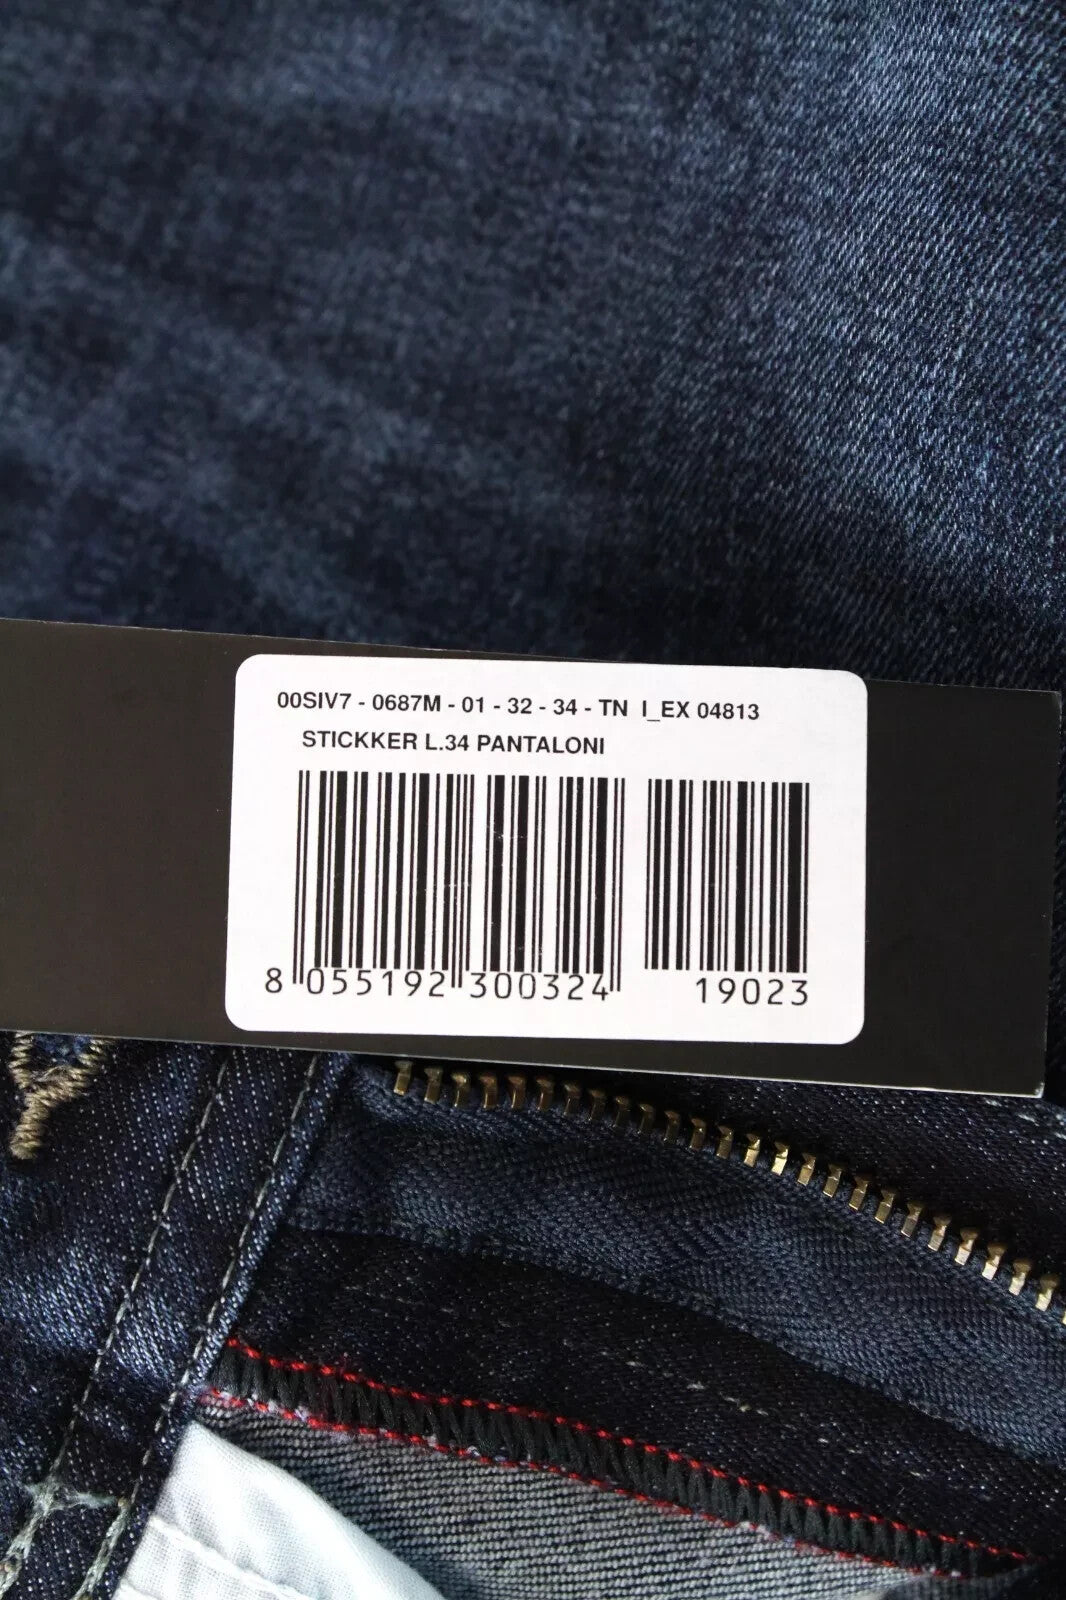 00SIV7 - 0687M - 01 - 32 - 34 - TN I_EX 04813
STICKKER L.34 PANTALONI
8 055192 300324 19023